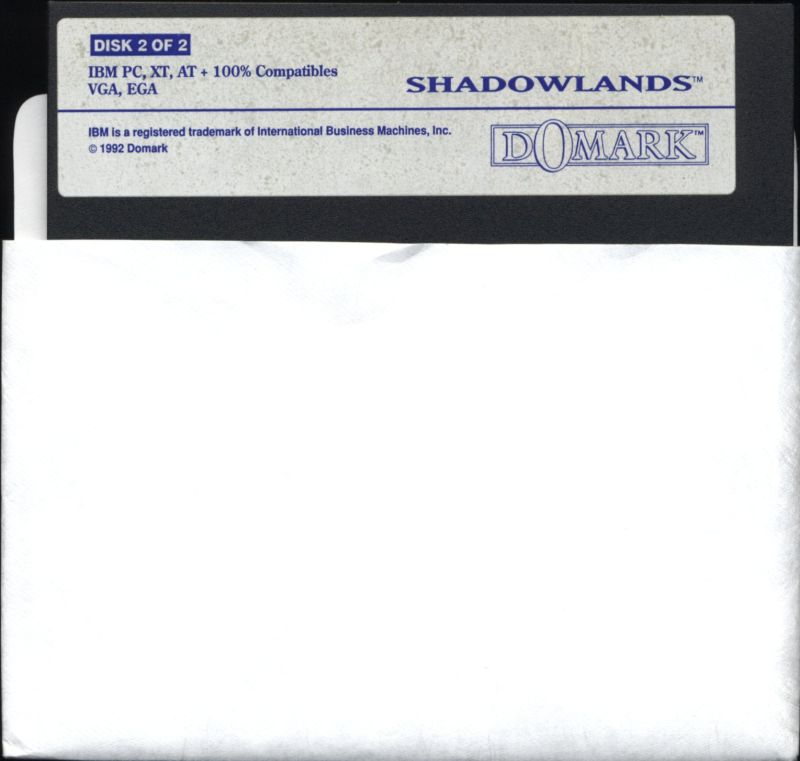 DISK 2 OF 2
IBM PC, XT, AT + 100% Compatibles
VGA, EGA
SHADOWLANDS™
IBM is a registered trademark of International Business Machines, Inc.
© 1992 Domark
DOMARK™